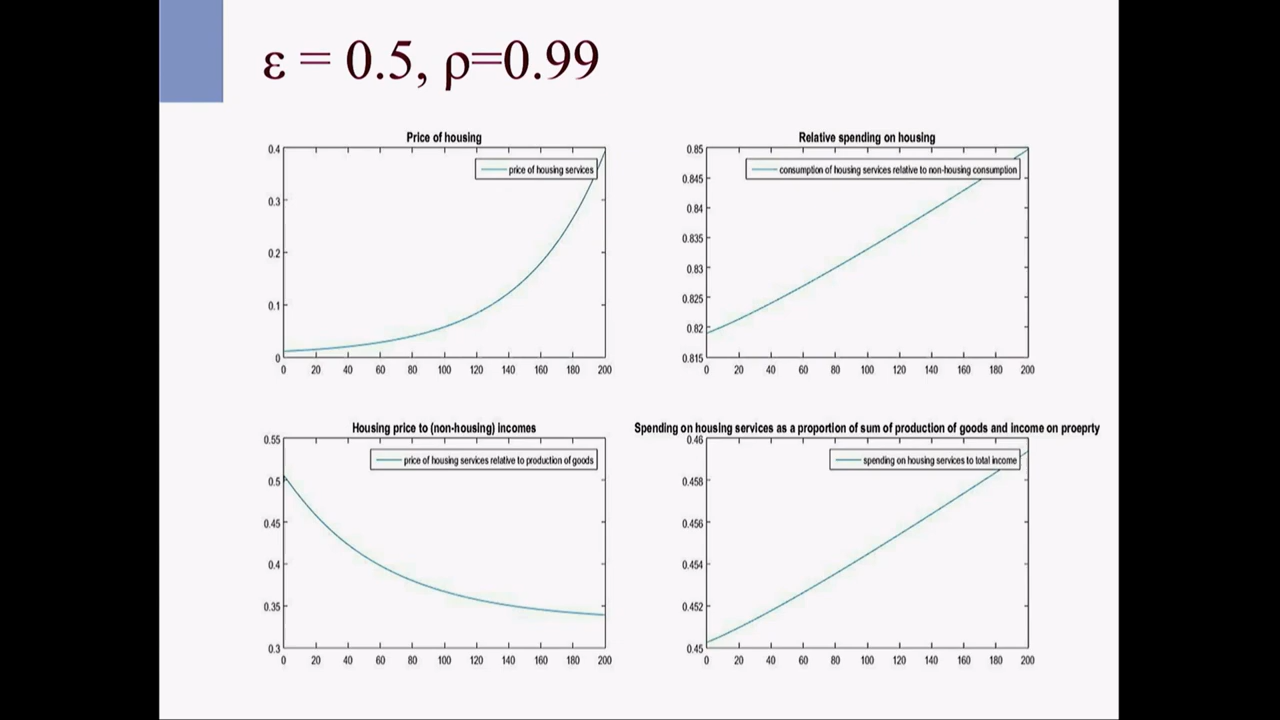 ε = 0.5, ρ=0.99
Price of housing
price of housing services
0.4
0.3
0.2
0.1
0
0 20 40 60 80 100 120 140 160 180 200
Relative spending on housing
consumption of housing services relative to non-housing consumption
0.85
0.845
0.84
0.835
0.83
0.825
0.82
0.815
0 20 40 60 80 100 120 140 160 180 200
Housing price to (non-housing) incomes
price of housing services relative to production of goods
0.55
0.5
0.45
0.4
0.35
0.3
0 20 40 60 80 100 120 140 160 180 200
Spending on housing services as a proportion of sum of production of goods and income on proeprty
spending on housing services to total income
0.46
0.458
0.456
0.454
0.452
0.45
0 20 40 60 80 100 120 140 160 180 200